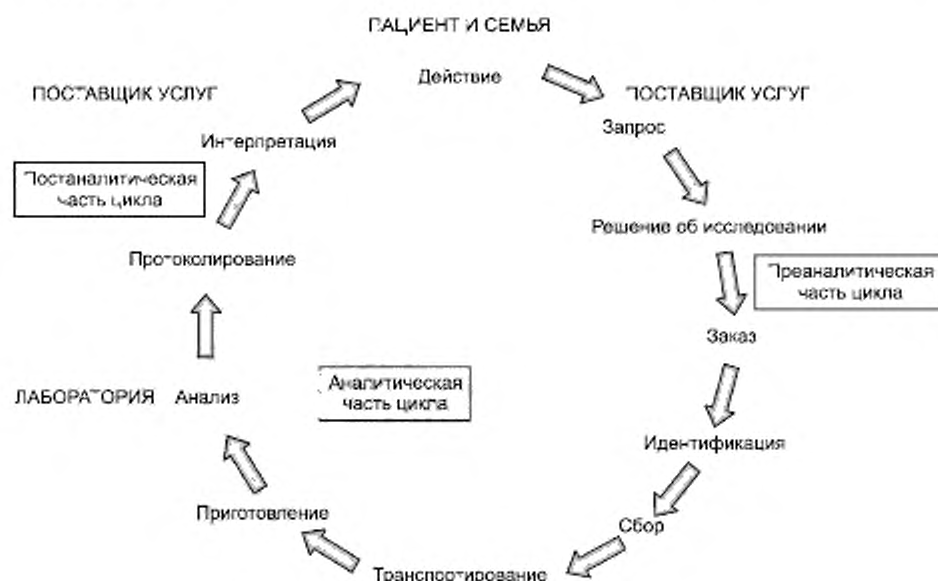 ПАЦИЕНТ И СЕМЬЯ
Действие
ПОСТАВЩИК УСЛУГ
ПОСТАВЩИК УСЛУГ
Запрос
Интерпретация
Постаналитическая
часть цикла
Решение об исследовании
Протоколирование
Преаналитическая
часть цикла
Заказ
ЛАБОРАТОРИЯ
Анализ
Аналитическая
часть цикла
Идентификация
Приготовление
Сбор
Транспортирование